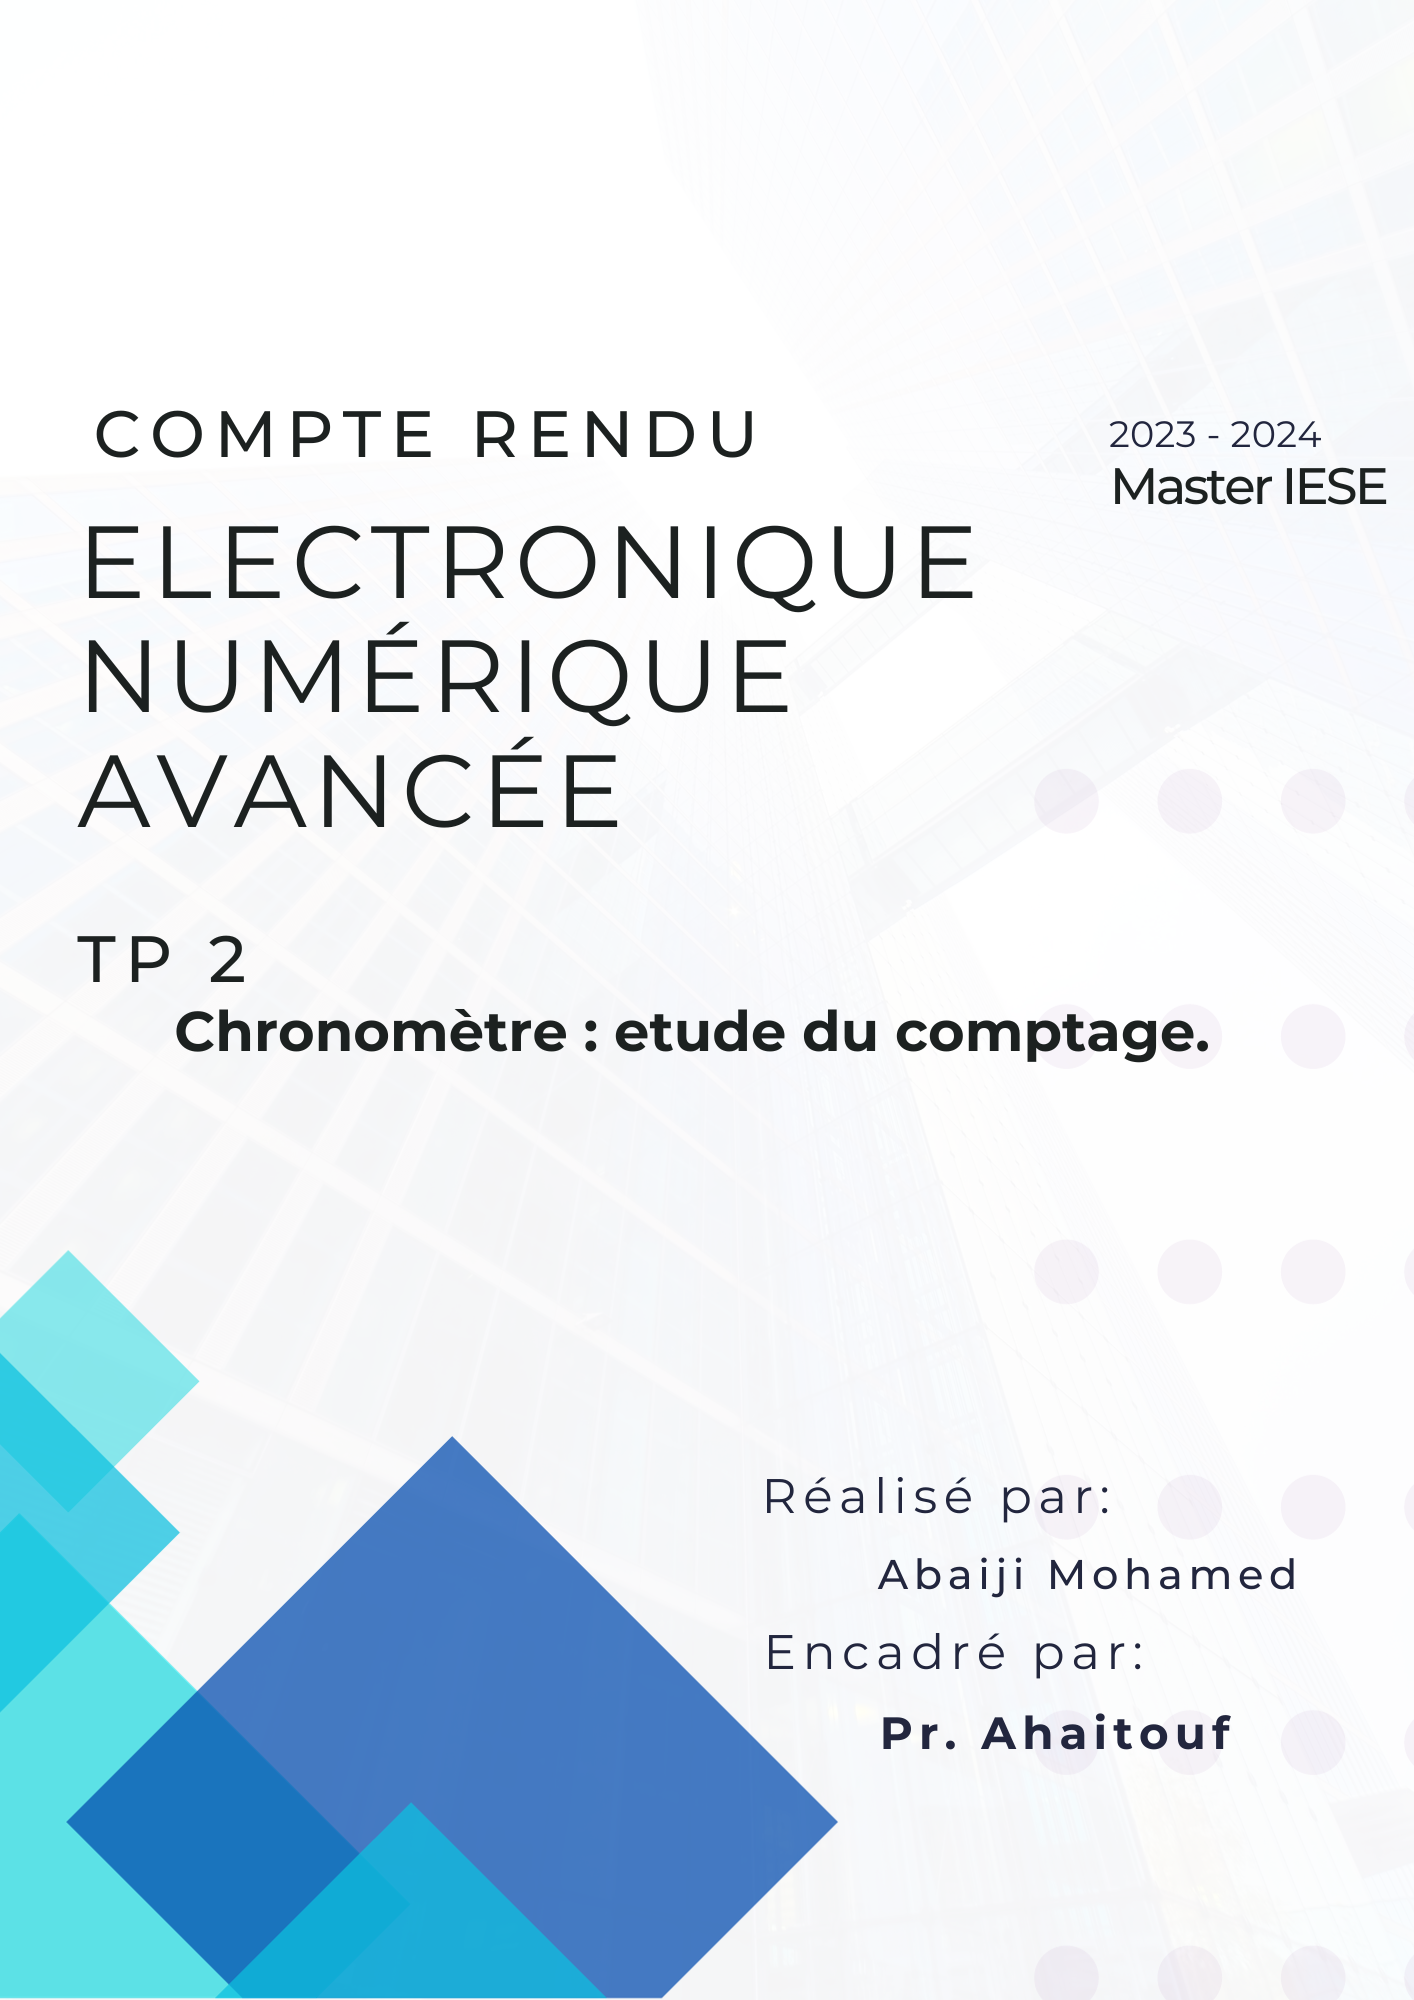 COMPTE RENDU
2023 - 2024
Master IESE
ELECTRONIQUE
NUMÉRIQUE
AVANCÉE
TP 2
Chronomètre : etude du comptage.
Réalisé par:
Abaiji Mohamed
Encadré par:
Pr. Ahaitouf